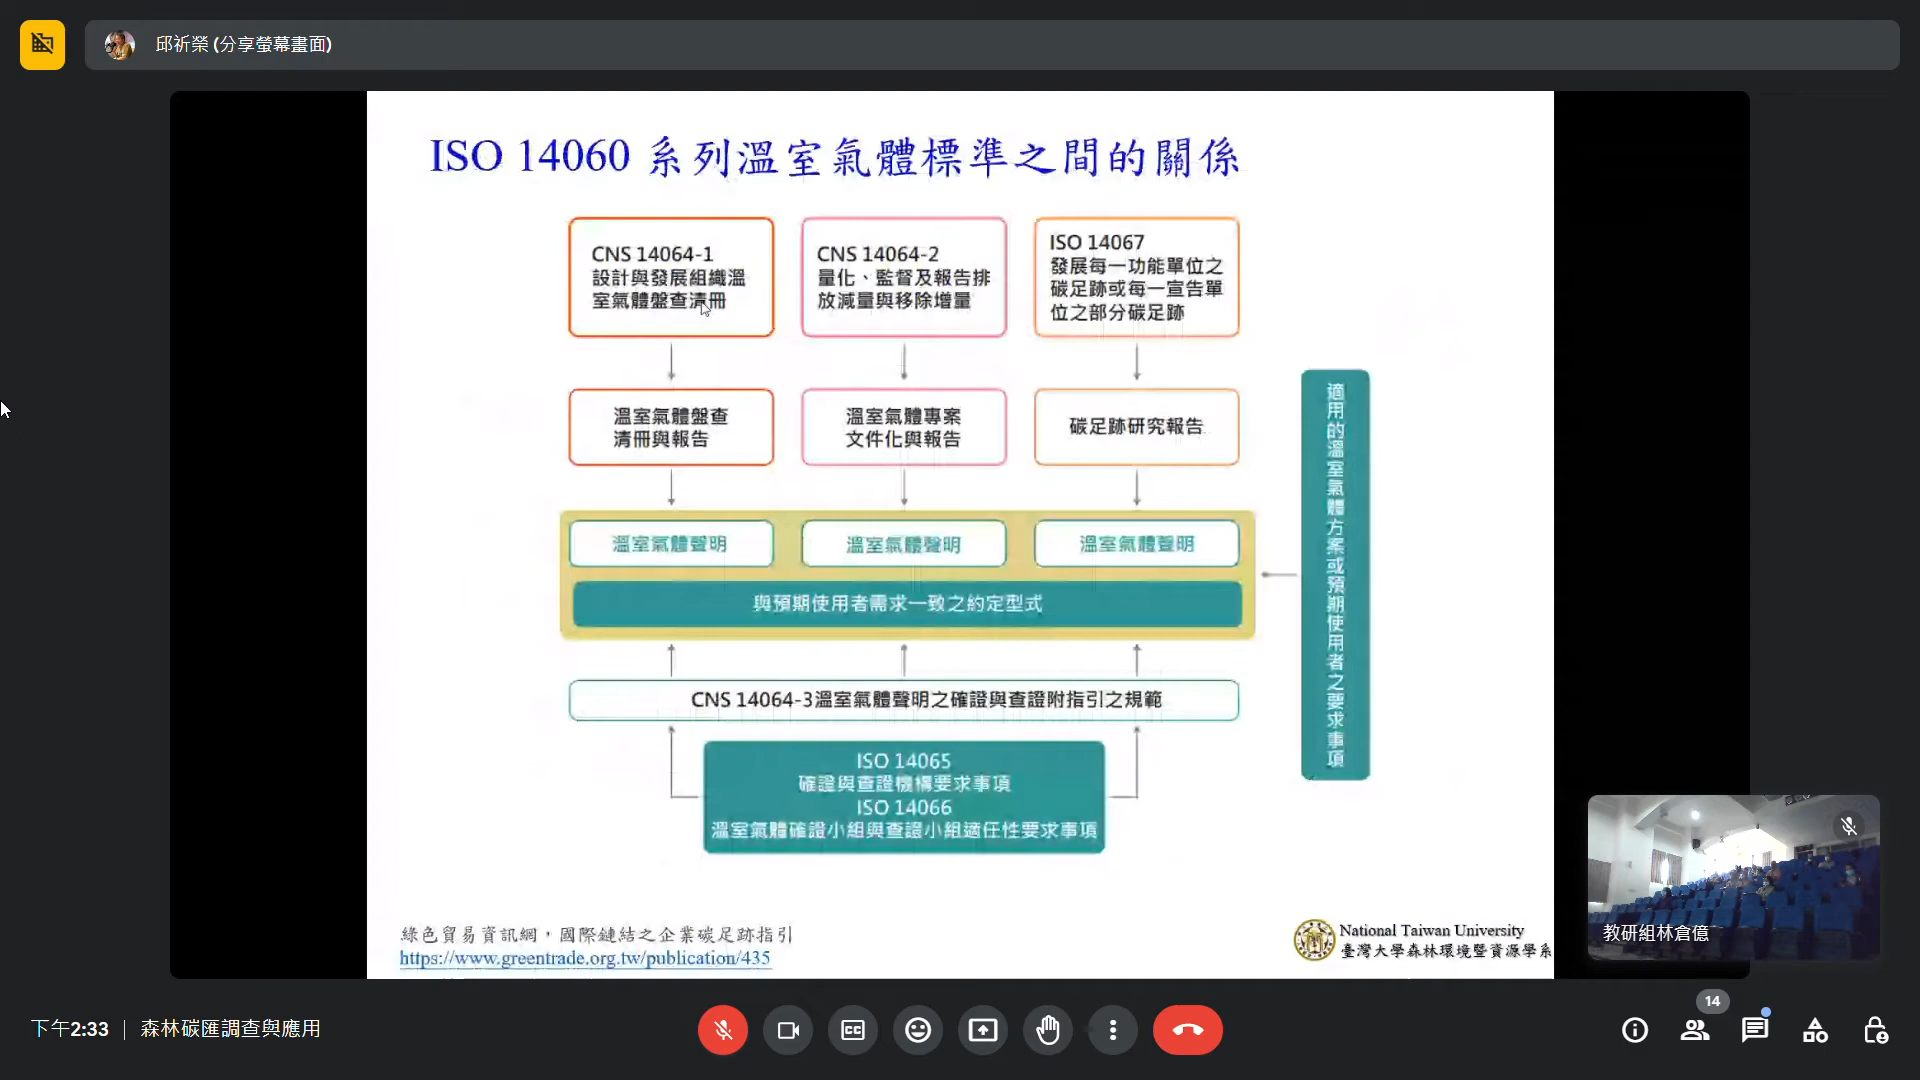 邱祈榮 (分享螢幕畫面)
ISO 14060 系列溫室氣體標準之間的關係
CNS 14064-1
設計與發展組織溫
室氣體盤查清冊
CNS 14064-2
量化、監督及報告排
放減量與移除增量
ISO 14067
發展每一功能單位之
碳足跡或每一宣告單
位之部分碳足跡
溫室氣體盤查
清冊與報告
溫室氣體專案
文件化與報告
碳足跡研究報告
溫室氣體聲明
溫室氣體聲明
溫室氣體聲明
與預期使用者需求一致之約定型式
適用的溫室氣體方案或預期使用者之要求事項
CNS 14064-3溫室氣體聲明之確證與查證附指引之規範
ISO 14065
確證與查證機構要求事項
ISO 14066
溫室氣體確證小組與查證小組適任性要求事項
綠色貿易資訊網，國際鏈結之企業碳足跡指引
https://www.greentrade.org.tw/publication/435
National Taiwan University
臺灣大學森林環境暨資源學系
教研組林倉億
下午2:33 | 森林碳匯調查與應用
14